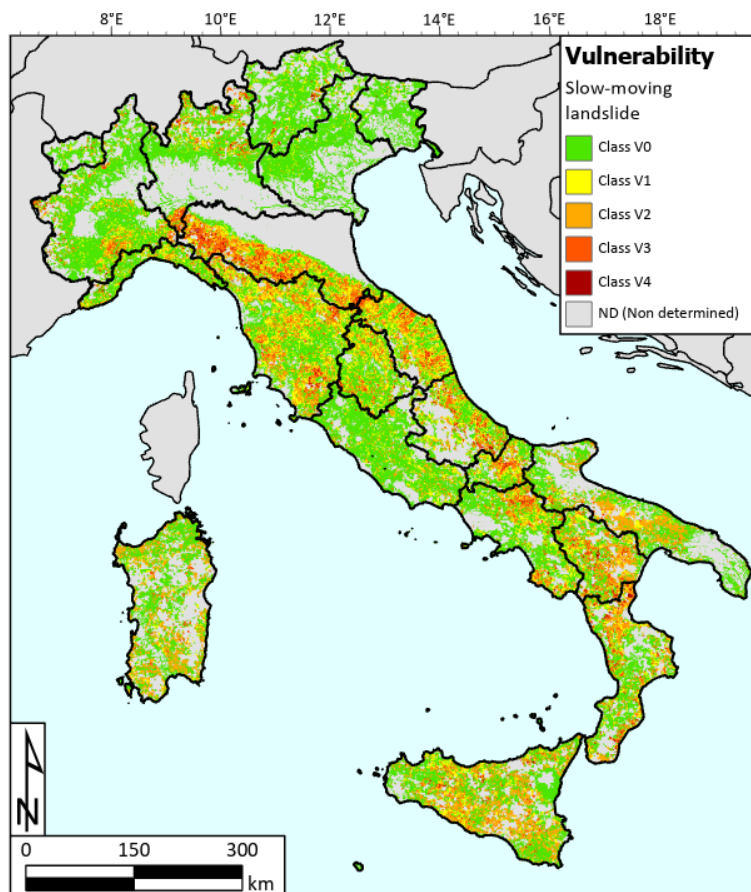 8°E 10°E 12°E 14°E 16°E 18°E
Vulnerability
Slow-moving
landslide
Class V0
Class V1
Class V2
Class V3
Class V4
ND (Non determined)
N
0 150 300
km